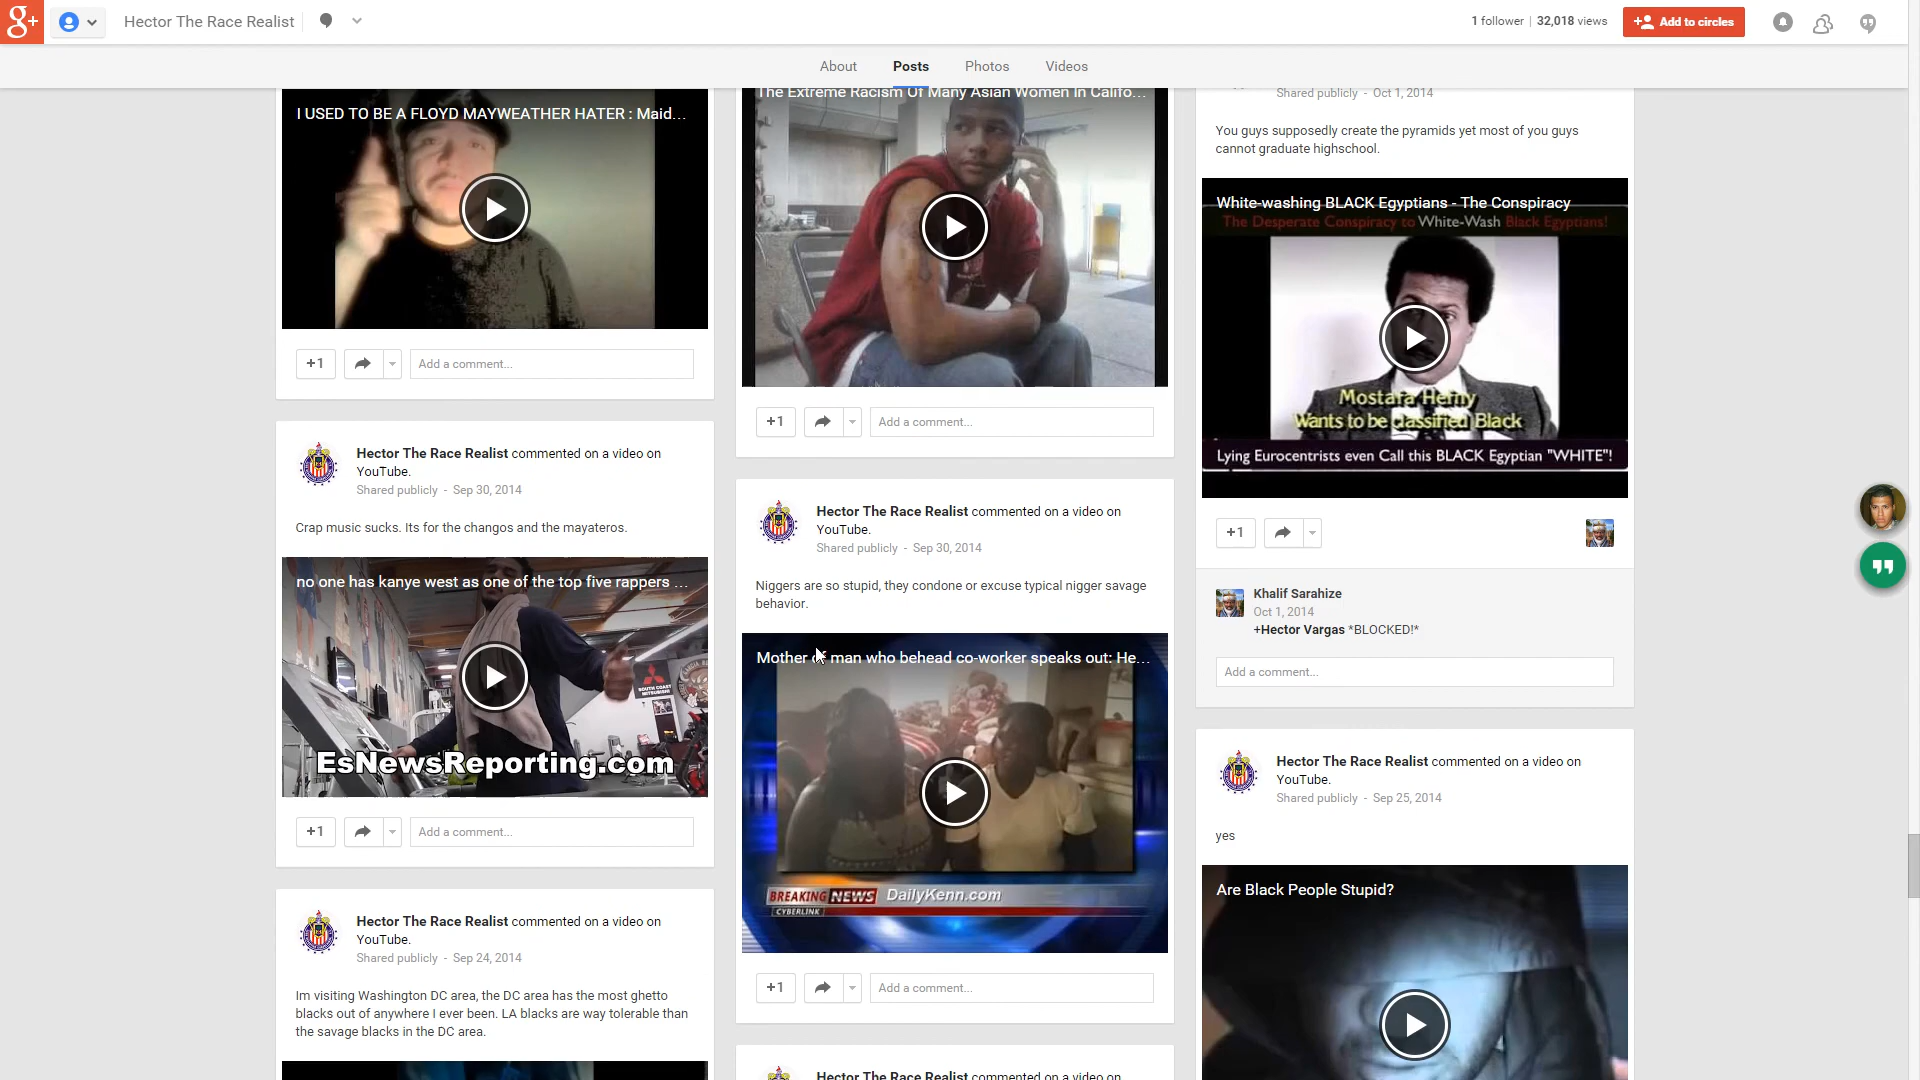 g+
Hector The Race Realist
1 follower | 32,018 views
Add to circles
About
Posts
Photos
Videos
I USED TO BE A FLOYD MAYWEATHER HATER : Maid...
+1
Add a comment...
Hector The Race Realist commented on a video on
YouTube.
Shared publicly - Sep 30, 2014
Crap music sucks. Its for the changos and the mayateros.
no one has kanye west as one of the top five rappers ...
SOUTH COAST
MITSUBISHI
EsNewsReporting.com
+1
Add a comment...
Hector The Race Realist commented on a video on
YouTube.
Shared publicly - Sep 24, 2014
Im visiting Washington DC area, the DC area has the most ghetto
blacks out of anywhere I ever been. LA blacks are way tolerable than
the savage blacks in the DC area.
The Extreme Racism Of Many Asian Women In Califo...
+1
Add a comment...
Hector The Race Realist commented on a video on
YouTube.
Shared publicly - Sep 30, 2014
Niggers are so stupid, they condone or excuse typical nigger savage
behavior.
Mother of man who behead co-worker speaks out: He...
BREAKING NEWS DailyKenn.com
CYBERLINK
+1
Add a comment...
Hector The Race Realist commented on a video on
Shared publicly - Oct 1, 2014
You guys supposedly create the pyramids yet most of you guys
cannot graduate highschool.
White-washing BLACK Egyptians - The Conspiracy
The Desperate Conspiracy to White-Wash Black Egyptians!
Mostafa Hefny
Wants to be classified Black
Lying Eurocentrists even Call this BLACK Egyptian "WHITE"!
+1
Khalif Sarahize
Oct 1, 2014
+Hector Vargas *BLOCKED!*
Add a comment...
Hector The Race Realist commented on a video on
YouTube.
Shared publicly - Sep 25, 2014
yes
Are Black People Stupid?